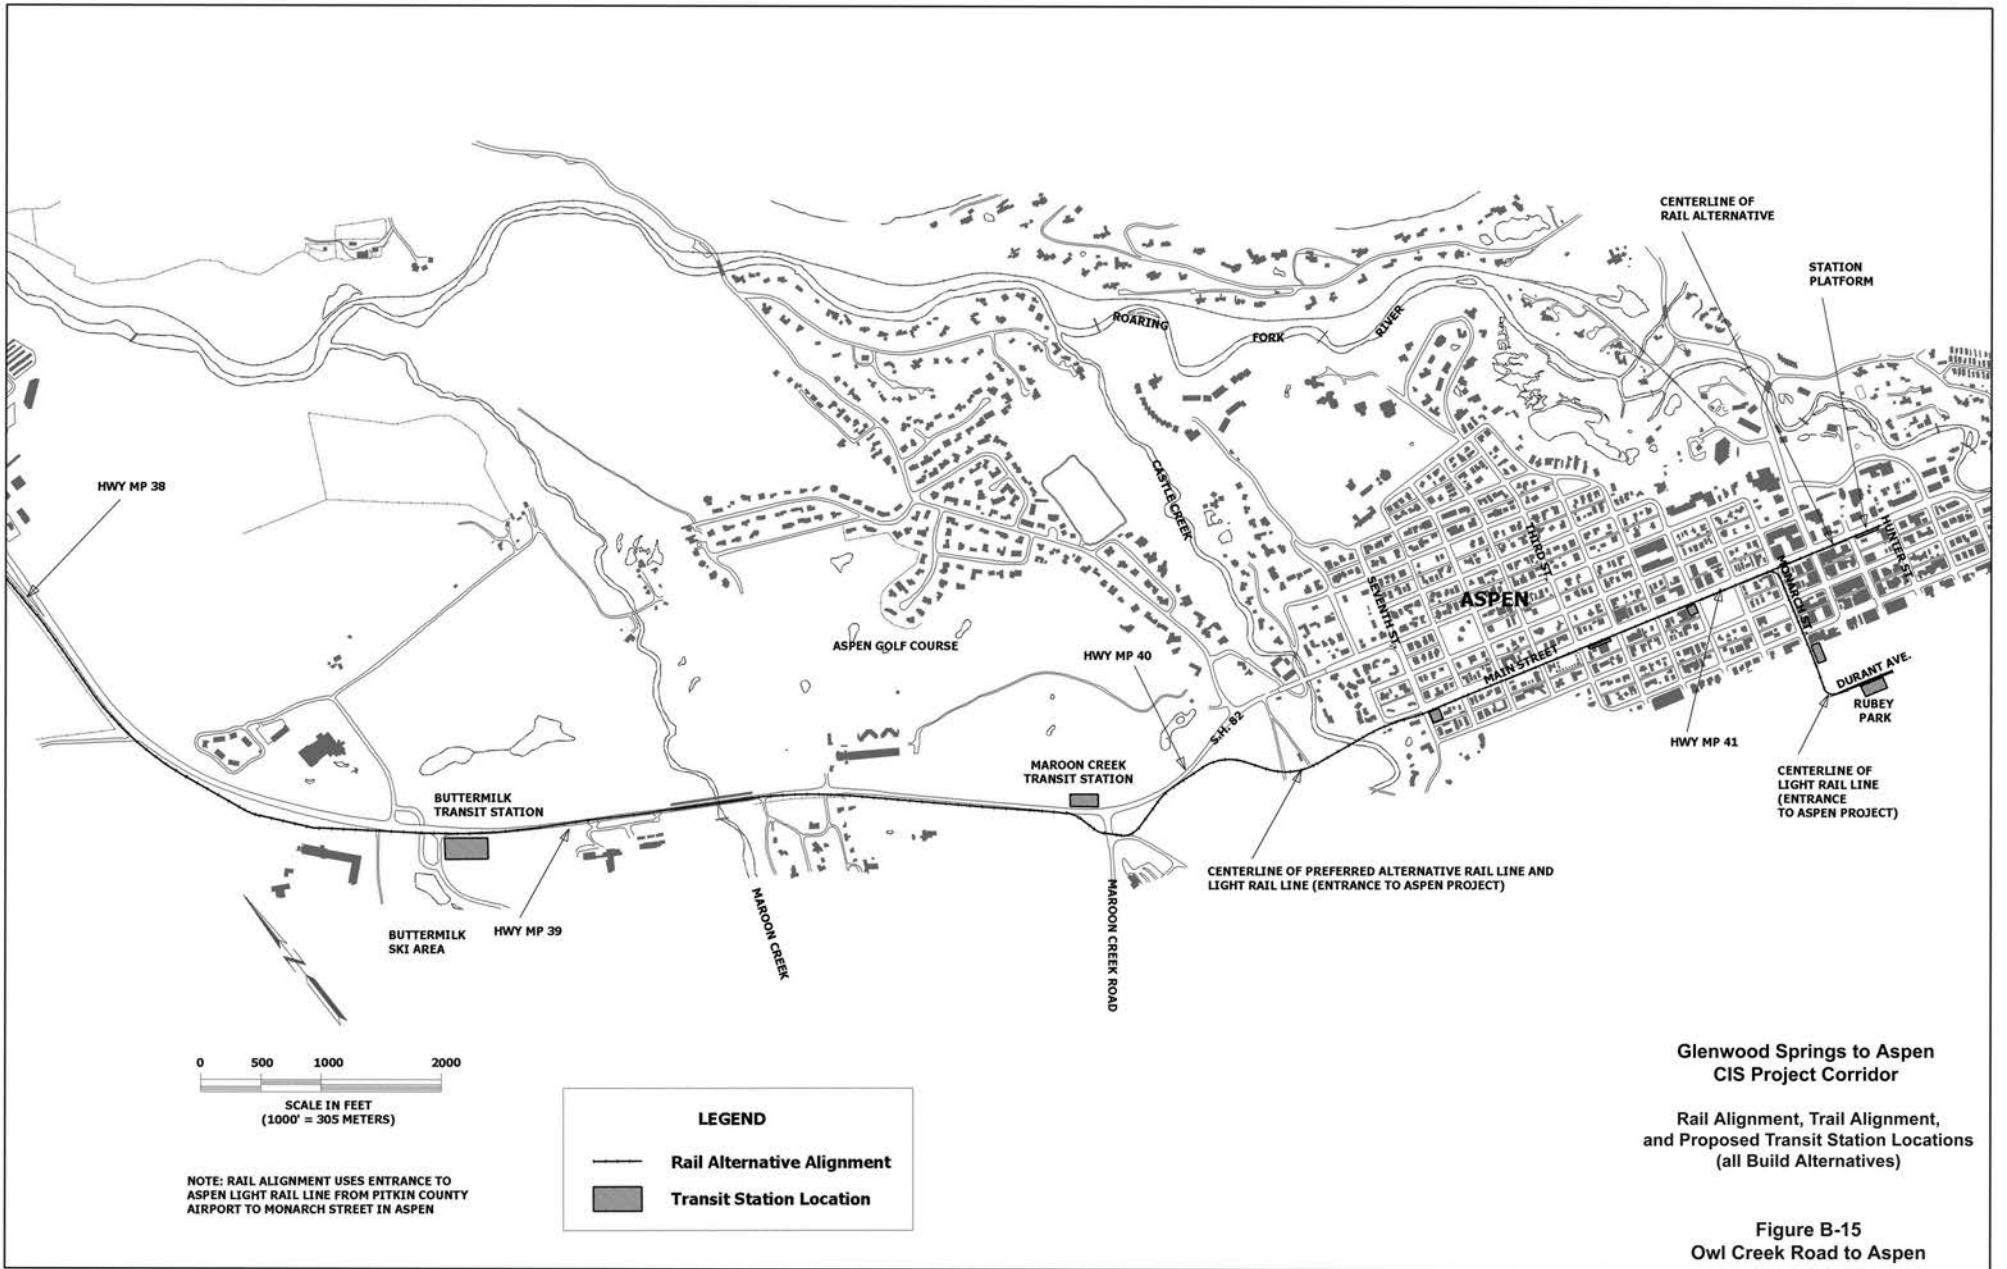 CENTERLINE OF
RAIL ALTERNATIVE
STATION
PLATFORM
ROARING
FORK
RIVER
HWY MP 38
CASTLE CREEK
THIRD ST.
HUNTER ST.
SEVENTH ST.
ASPEN
MONARCH ST.
ASPEN GOLF COURSE
HWY MP 40
MAIN STREET
DURANT AVE.
RUBEY
PARK
S.H. 82
HWY MP 41
MAROON CREEK
TRANSIT STATION
CENTERLINE OF
LIGHT RAIL LINE
(ENTRANCE
TO ASPEN PROJECT)
BUTTERMILK
TRANSIT STATION
CENTERLINE OF PREFERRED ALTERNATIVE RAIL LINE AND
LIGHT RAIL LINE (ENTRANCE TO ASPEN PROJECT)
MAROON CREEK
MAROON CREEK ROAD
BUTTERMILK
SKI AREA
HWY MP 39
N
0 500 1000 2000
SCALE IN FEET
(1000' = 305 METERS)
NOTE: RAIL ALIGNMENT USES ENTRANCE TO
ASPEN LIGHT RAIL LINE FROM PITKIN COUNTY
AIRPORT TO MONARCH STREET IN ASPEN
LEGEND
Rail Alternative Alignment
Transit Station Location
Glenwood Springs to Aspen
CIS Project Corridor
Rail Alignment, Trail Alignment,
and Proposed Transit Station Locations
(all Build Alternatives)
Figure B-15
Owl Creek Road to Aspen